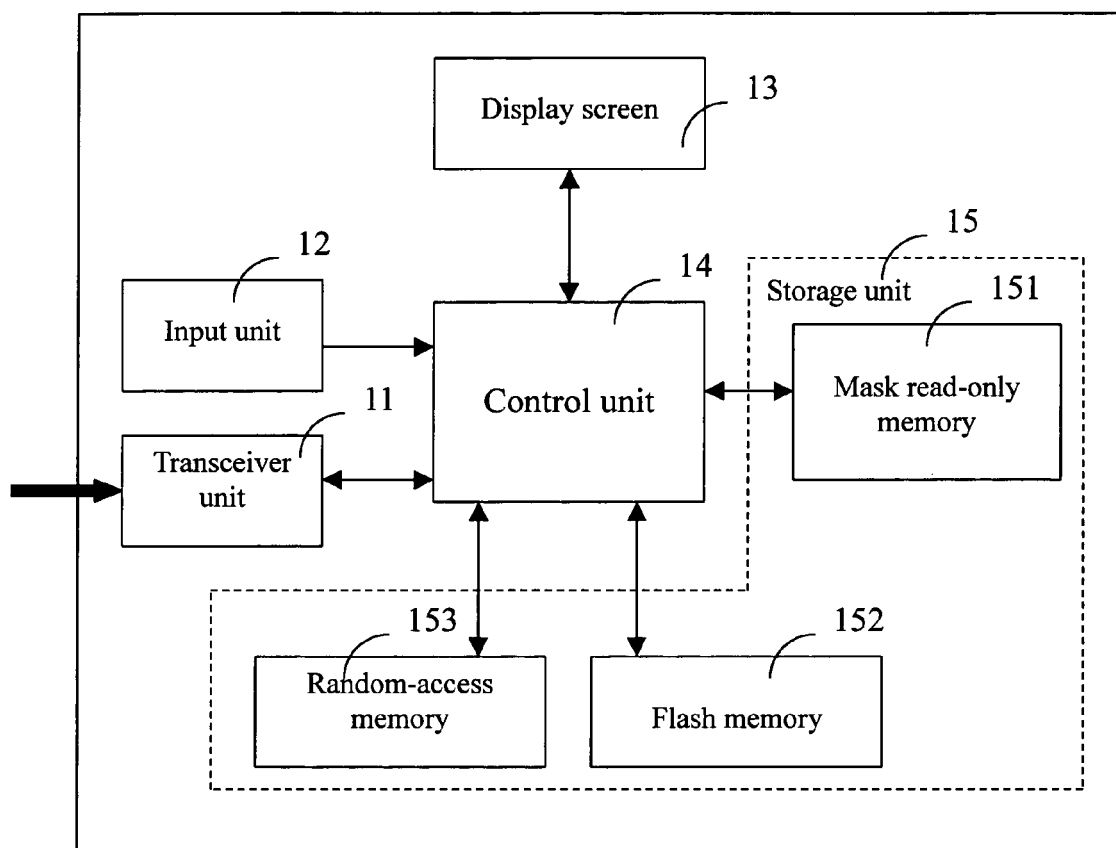 13
Display screen
12
14
15
Storage unit
151
Input unit
11
Control unit
Mask read-only
memory
Transceiver
unit
153
152
Random-access
memory
Flash memory